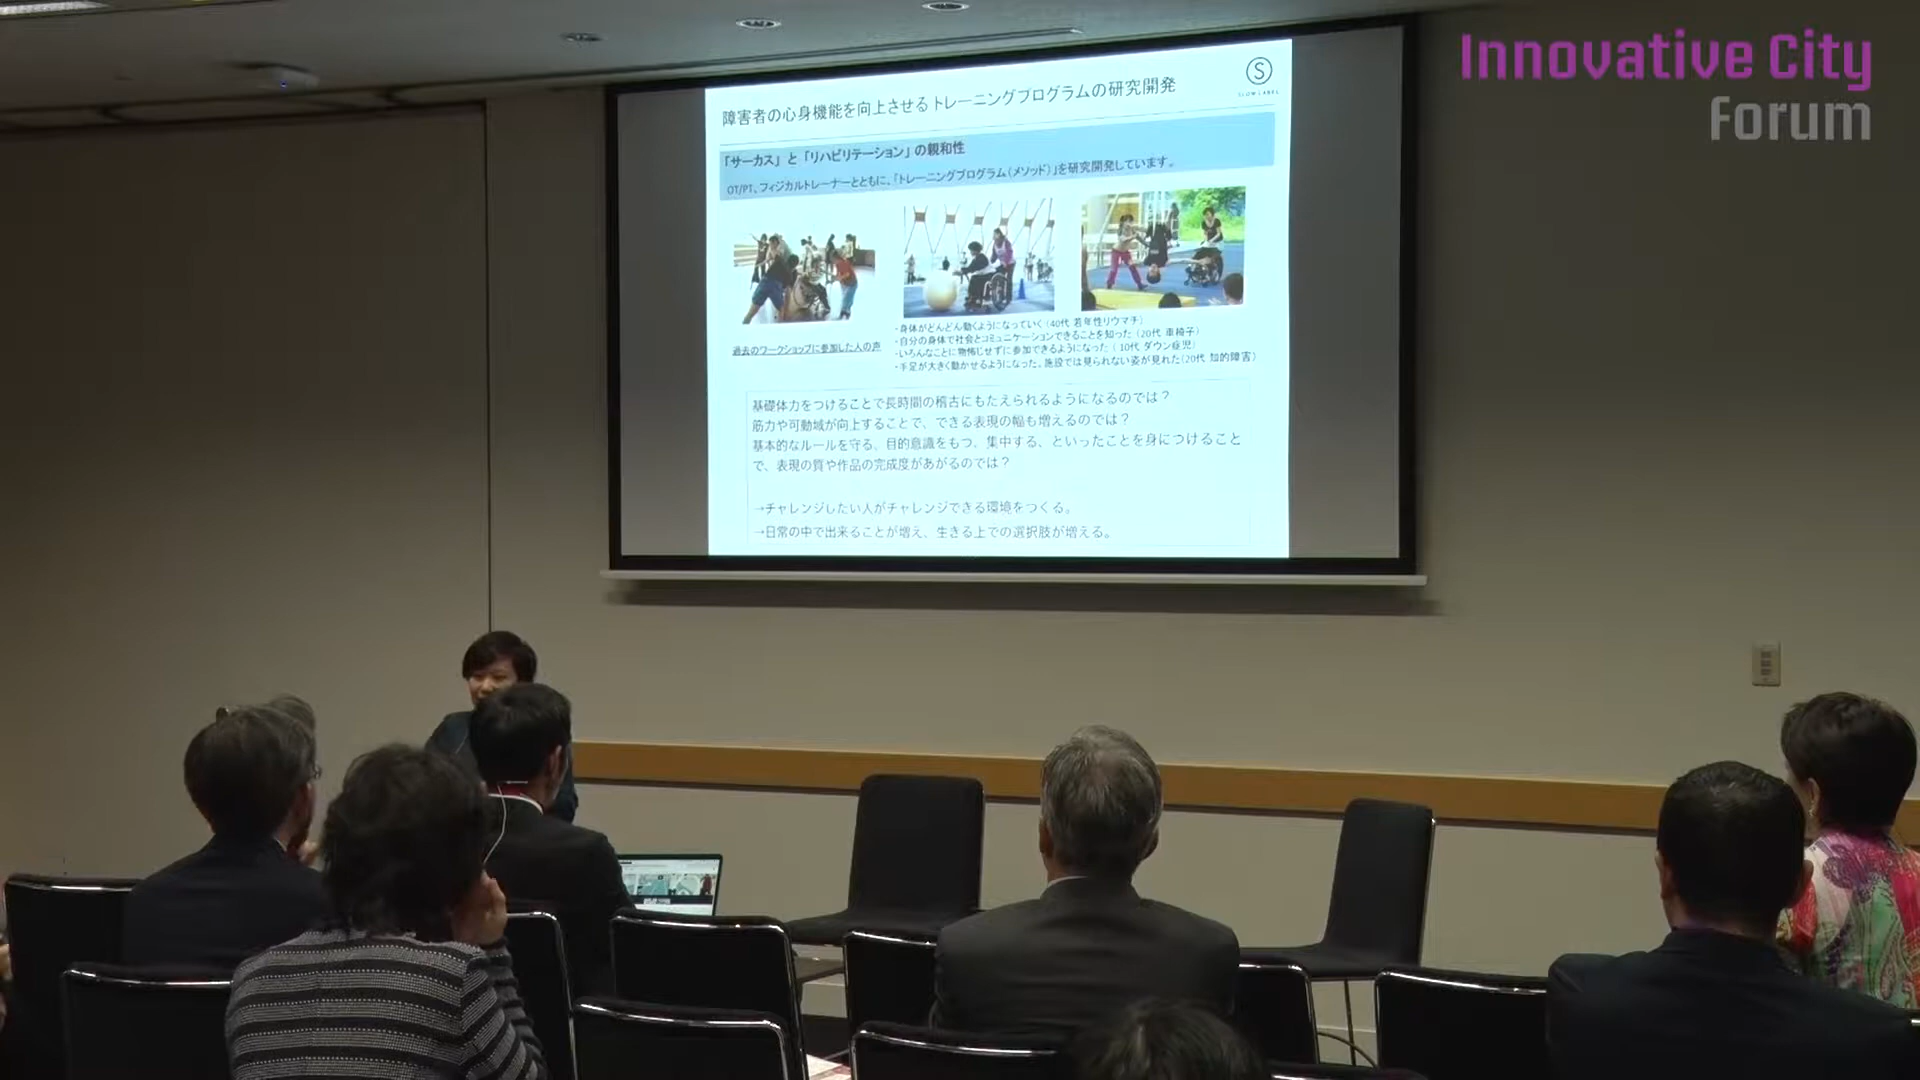 Innovative City
Forum
障害者の心身機能を向上させるトレーニングプログラムの研究開発
S
SLOW LABEL
「サーカス」と「リハビリテーション」の親和性
OT/PT、フィジカルトレーナーとともに、「トレーニングプログラム(メソッド)」を研究開発しています。
過去のワークショップに参加した人の声
・身体がどんどん動くようになっていく(40代 若年性リウマチ)
・自分の身体で社会とコミュニケーションできることを知った(20代 車椅子)
・いろんなことに物怖じせずに参加できるようになった(10代 ダウン症児)
・手足が大きく動かせるようになった。施設では見られない姿が見れた(20代 知的障害)
基礎体力をつけることで長時間の稽古にもたえられるようになるのでは？
筋力や可動域が向上することで、できる表現の幅も増えるのでは？
基本的なルールを守る、目的意識をもつ、集中する、といったことを身につけること
で、表現の質や作品の完成度があがるのでは？
→チャレンジしたい人がチャレンジできる環境をつくる。
→日常の中で出来ることが増え、生きる上での選択肢が増える。